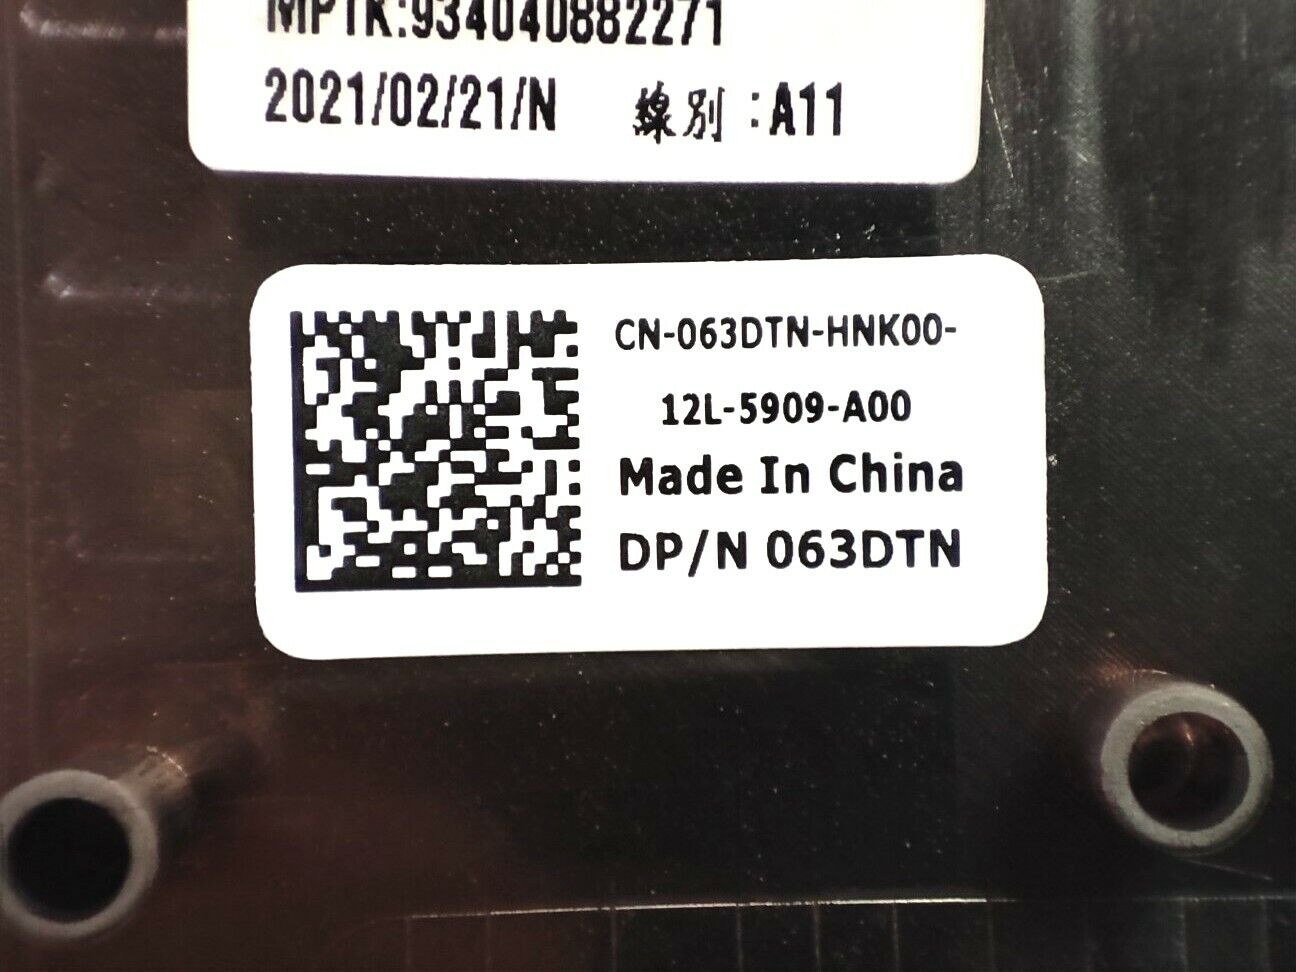 MPTK:934040882271
2021/02/21/N 線別:A11
CN-063DTN-HNK00-
12L-5909-A00
Made In China
DP/N 063DTN